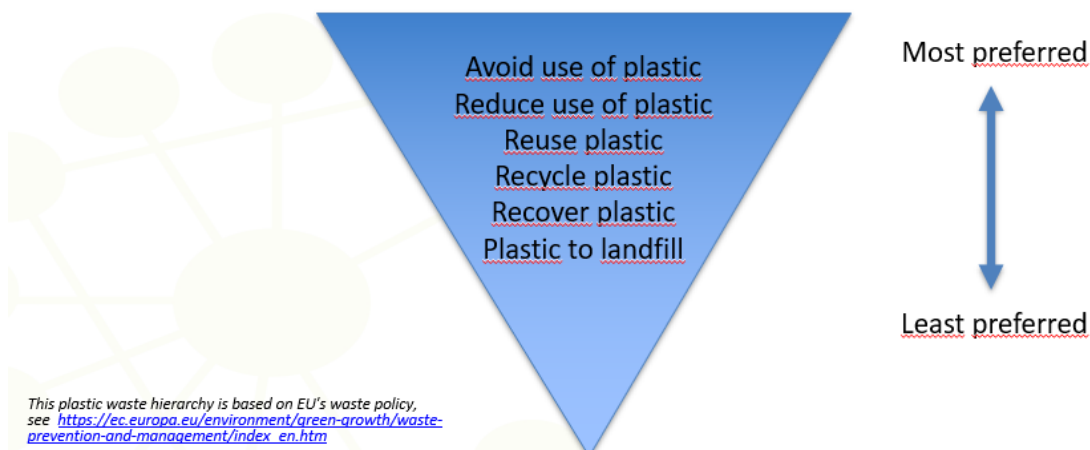 Most preferred
Avoid use of plastic
Reduce use of plastic
Reuse plastic
Recycle plastic
Recover plastic
Plastic to landfill
Least preferred
This plastic waste hierarchy is based on EU's waste policy,
see https://ec.europa.eu/environment/green-growth/waste-
prevention-and-management/index_en.htm